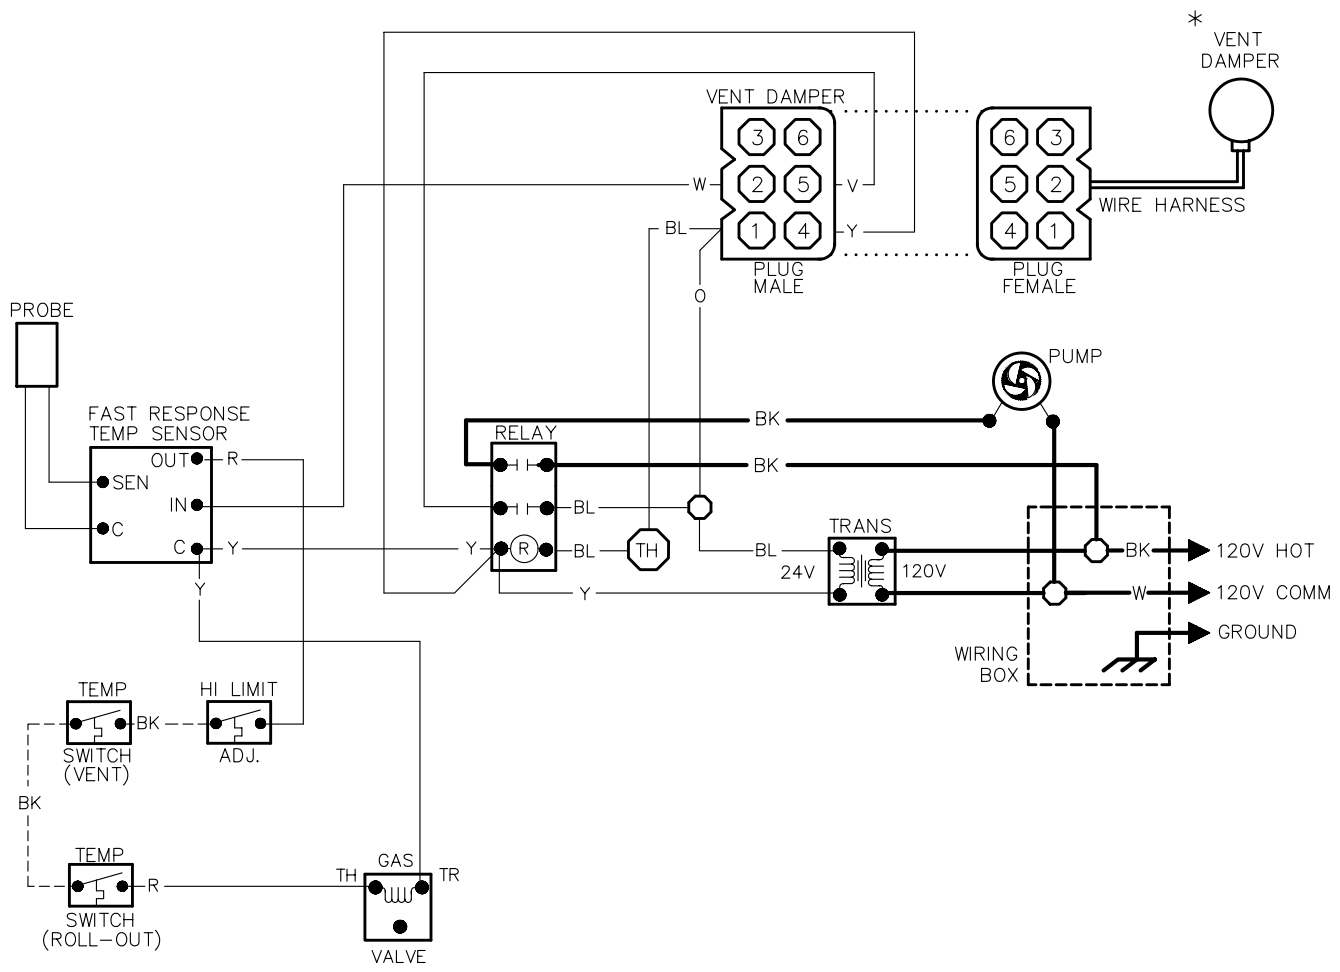 *
VENT
DAMPER
VENT DAMPER
3 6
2 5
1 4
W
V
BL
Y
PLUG
MALE
6 3
5 2
4 1
WIRE HARNESS
PLUG
FEMALE
O
PROBE
PUMP
FAST RESPONSE
TEMP SENSOR
OUT
R
SEN
IN
C
C
Y
Y
BK
RELAY
BK
BL
Y
R
BL
TH
Y
BL
TRANS
24V
120V
BK
120V HOT
W
120V COMM
GROUND
WIRING
BOX
TEMP
BK
SWITCH
(VENT)
HI LIMIT
ADJ.
BK
TEMP
R
SWITCH
(ROLL-OUT)
GAS
TH
TR
VALVE